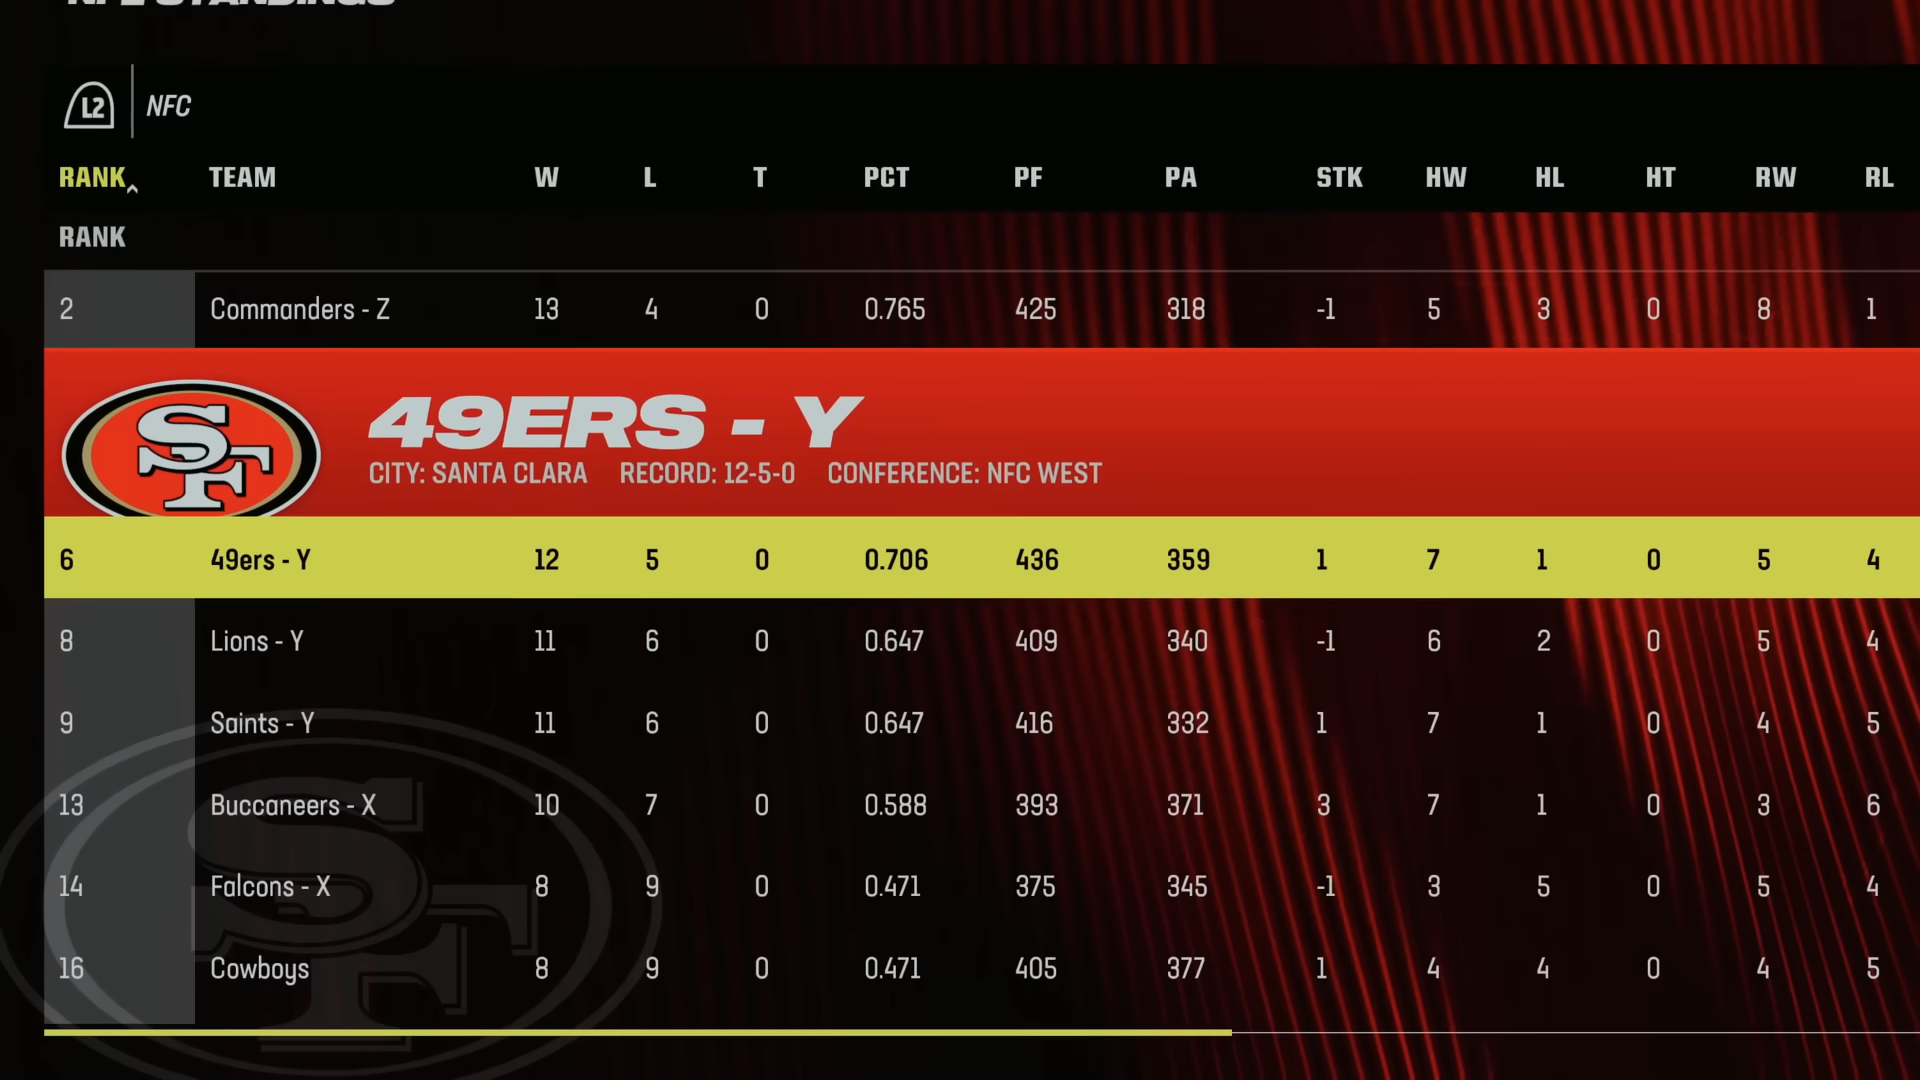 NFL STANDINGS
L2 NFC
RANK TEAM W L T PCT PF PA STK HW HL HT RW RL
RANK
2 Commanders - Z 13 4 0 0.765 425 318 -1 5 3 0 8 1
SF
49ERS - Y
CITY: SANTA CLARA RECORD: 12-5-0 CONFERENCE: NFC WEST
6 49ers - Y 12 5 0 0.706 436 359 1 7 1 0 5 4
8 Lions - Y 11 6 0 0.647 409 340 -1 6 2 0 5 4
9 Saints - Y 11 6 0 0.647 416 332 1 7 1 0 4 5
13 Buccaneers - X 10 7 0 0.588 393 371 3 7 1 0 3 6
14 Falcons - X 8 9 0 0.471 375 345 -1 3 5 0 5 4
16 Cowboys 8 9 0 0.471 405 377 1 4 4 0 4 5
SF